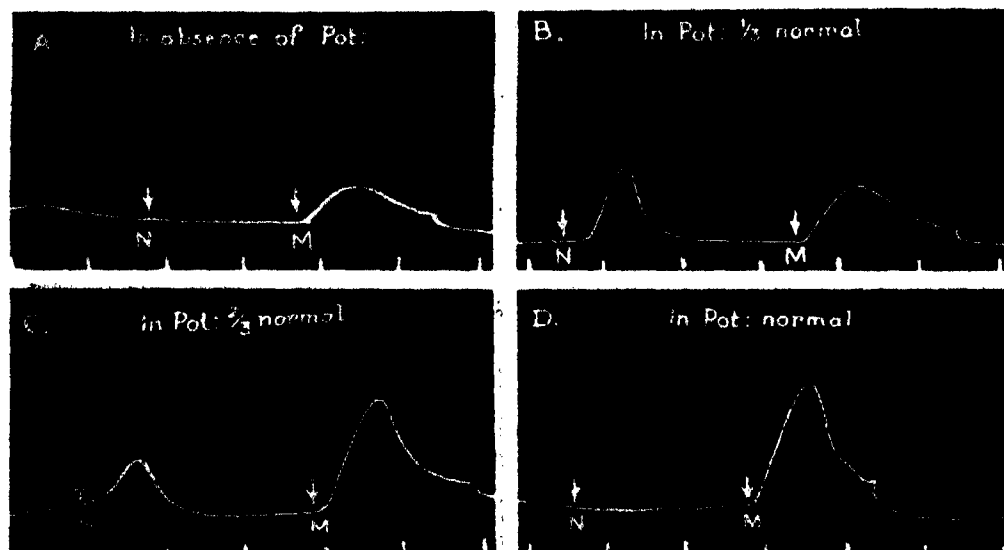 A. In absence of Pot:
N M
B. In Pot: ⅓ normal
N M
C. In Pot: ⅔ normal
N M
D. In Pot: normal
N M